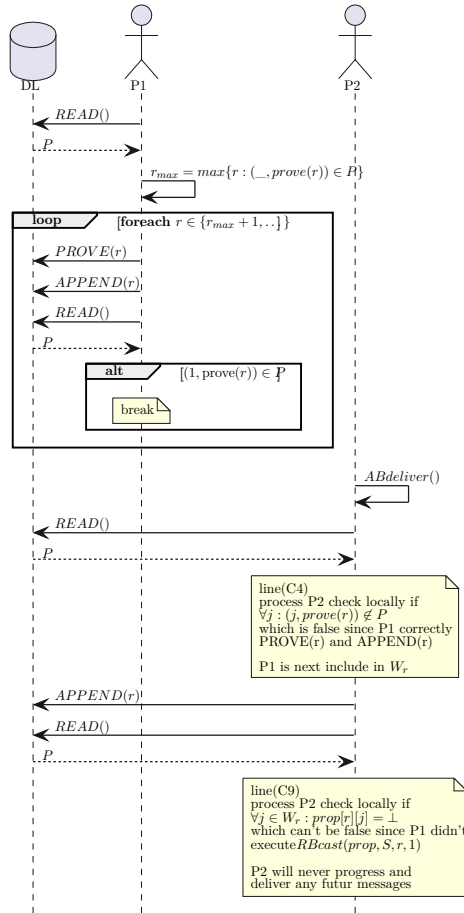 DL P1 P2
READ()
P
r_max = max{r : (_, prove(r)) ∈ P}
loop [foreach r ∈ {r_max + 1, ..} ]
PROVE(r)
APPEND(r)
READ()
P
alt [(1, prove(r)) ∈ P]
break
ABdeliver()
READ()
P
line(C4)
process P2 check locally if
∀j : (j, prove(r)) ∉ P
which is false since P1 correctly
PROVE(r) and APPEND(r)
P1 is next include in W_r
APPEND(r)
READ()
P
line(C9)
process P2 check locally if
∀j ∈ W_r : prop[r][j] = ⊥
which can't be false since P1 didn't
executeRBcast(prop, S, r, 1)
P2 will never progress and
deliver any futur messages